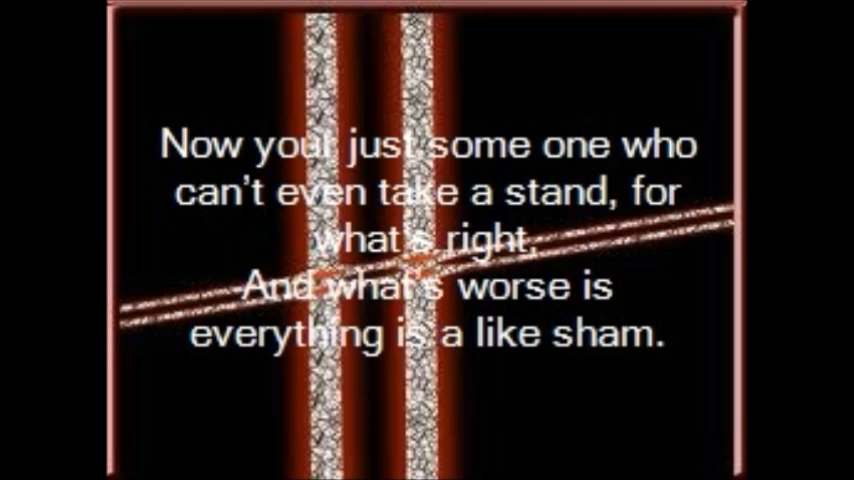 Now your just some one who
can't even take a stand, for
what's right,
And what's worse is
everything is a like sham.